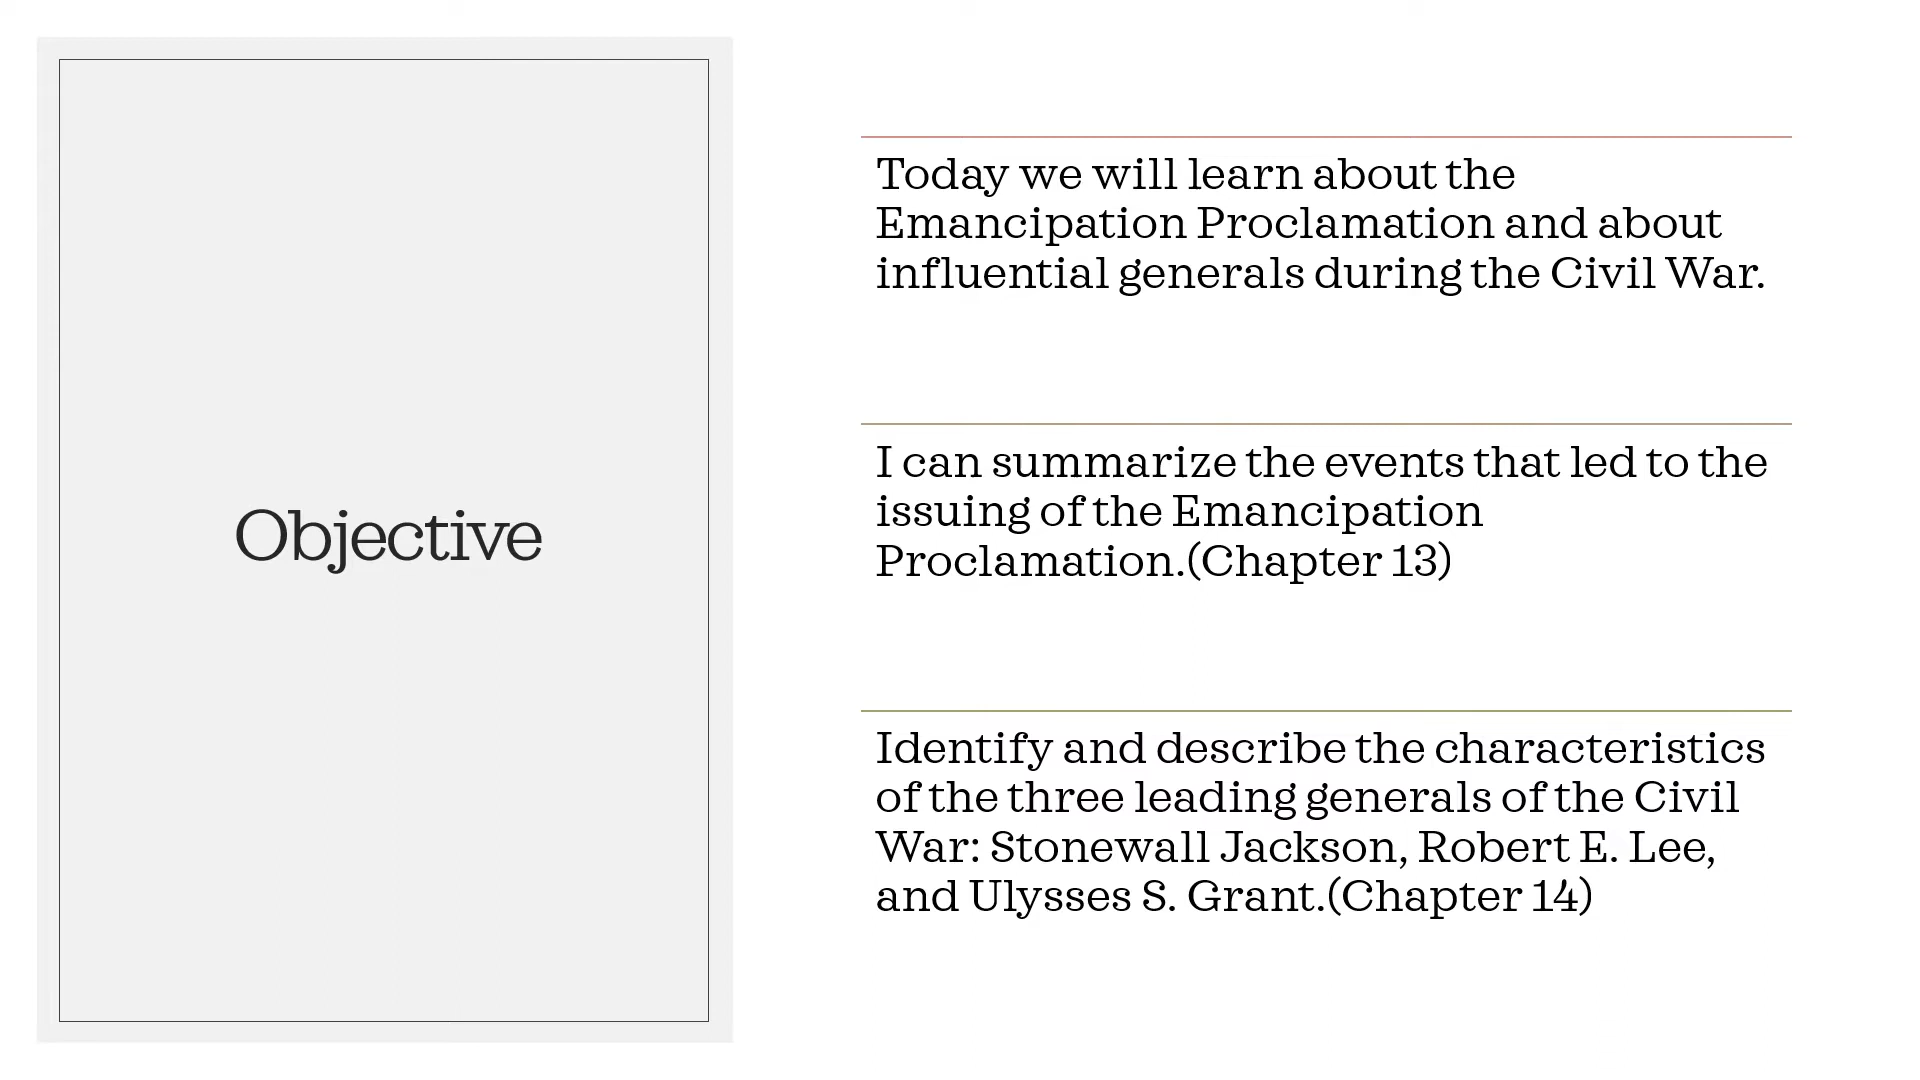 Objective
Today we will learn about the
Emancipation Proclamation and about
influential generals during the Civil War.
I can summarize the events that led to the
issuing of the Emancipation
Proclamation.(Chapter 13)
Identify and describe the characteristics
of the three leading generals of the Civil
War: Stonewall Jackson, Robert E. Lee,
and Ulysses S. Grant.(Chapter 14)